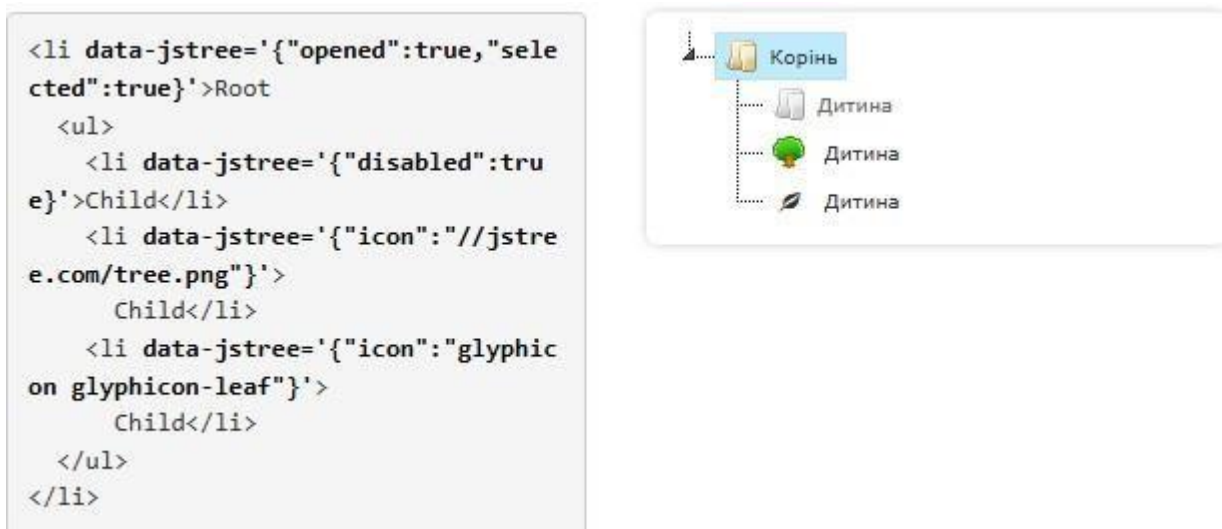 <li data-jstree='{"opened":true,"sele
cted":true}'>Root
  <ul>
    <li data-jstree='{"disabled":tru
e}'>Child</li>
    <li data-jstree='{"icon":"//jstre
e.com/tree.png"}'>
      Child</li>
    <li data-jstree='{"icon":"glyphic
on glyphicon-leaf"}'>
      Child</li>
  </ul>
</li>
Корінь
Дитина
Дитина
Дитина